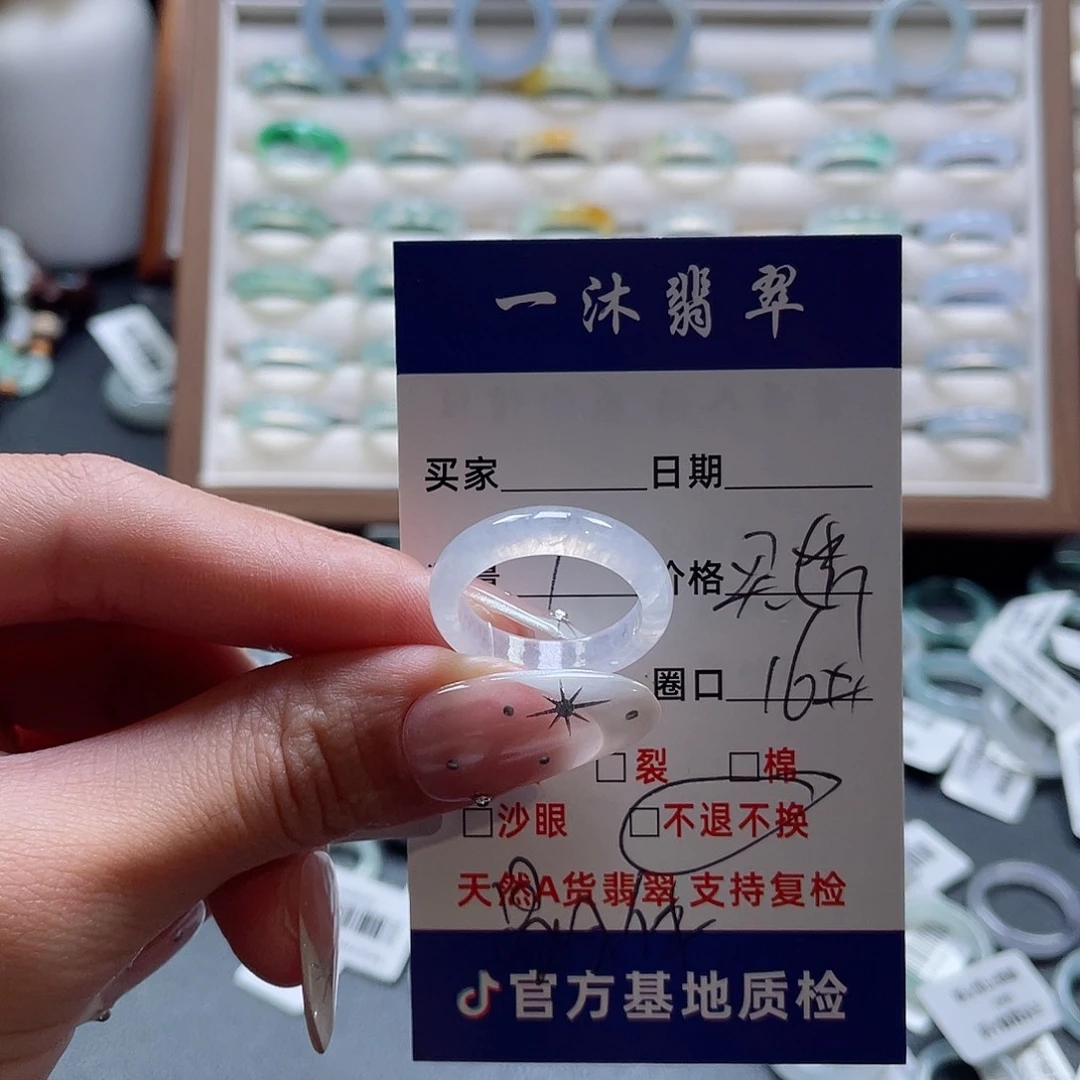 一沐翡翠
买家 日期
价格
圈口 16
□裂 □棉
□沙眼 □不退不换
天然A货翡翠 支持复检
官方基地质检